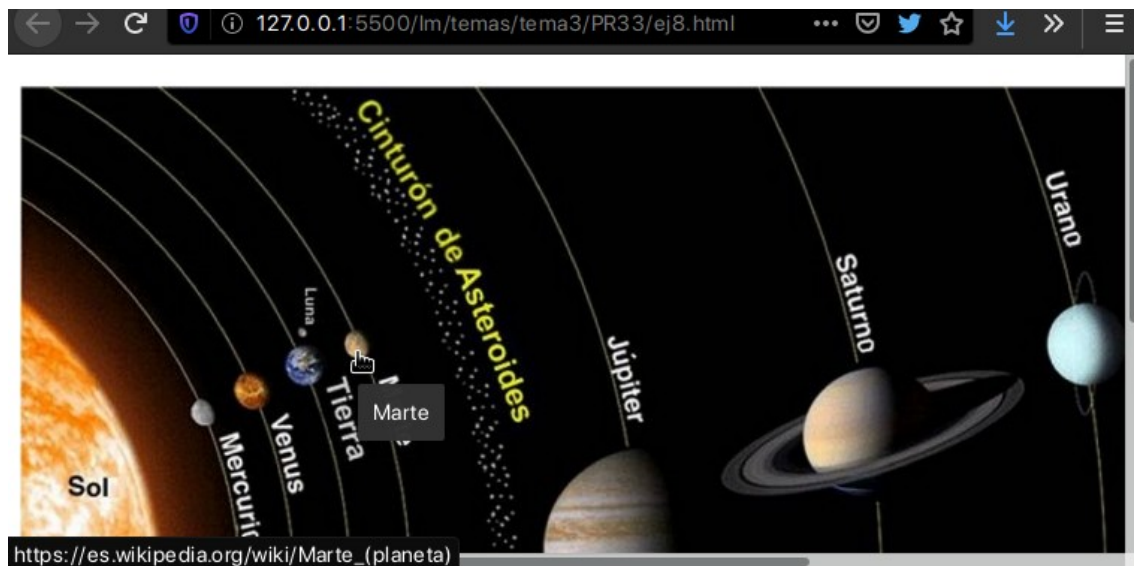 127.0.0.1:5500/lm/temas/tema3/PR33/ej8.html
Cinturón de Asteroides
Urano
Saturno
Luna
Júpiter
Tierra
Marte
Venus
Mercurio
Sol
https://es.wikipedia.org/wiki/Marte_(planeta)